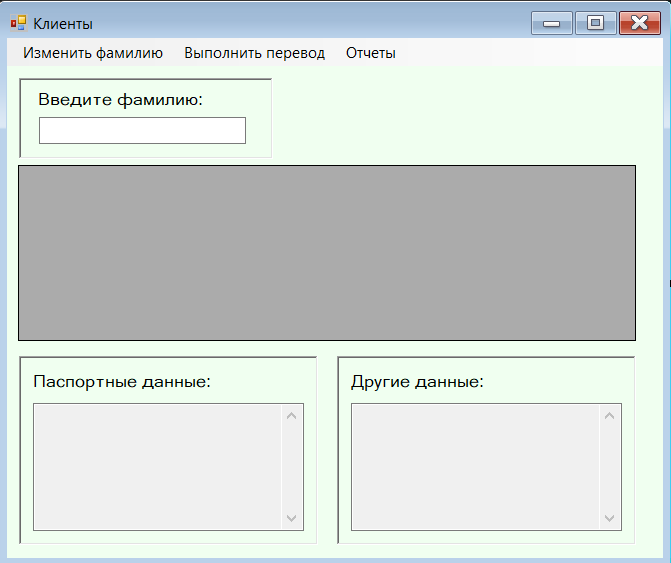 Клиенты
Изменить фамилию Выполнить перевод Отчеты
Введите фамилию:
Паспортные данные: Другие данные: